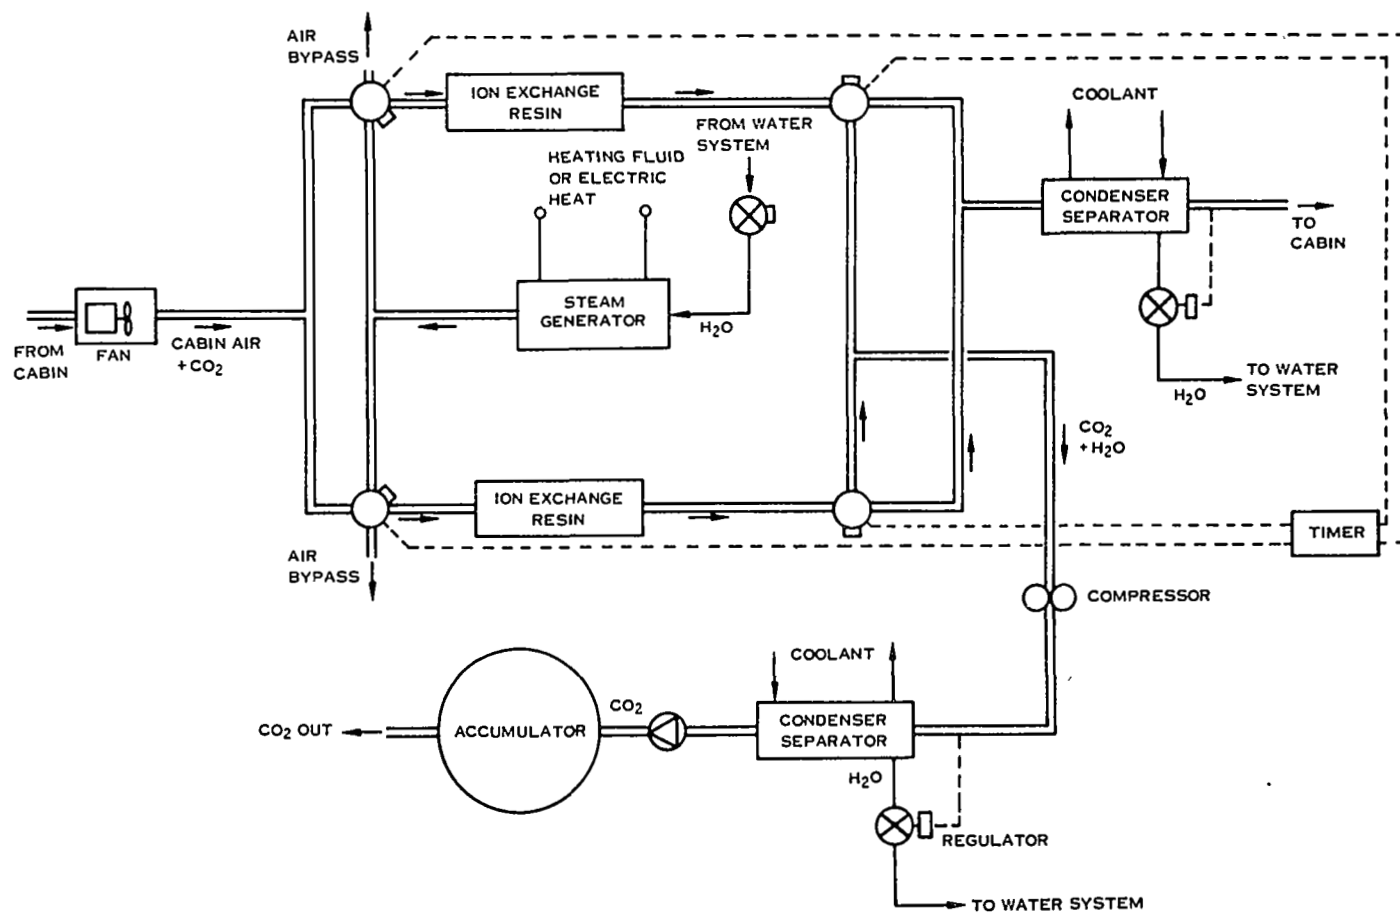 AIR
BYPASS
ION EXCHANGE
RESIN
FROM WATER
SYSTEM
COOLANT
HEATING FLUID
OR ELECTRIC
HEAT
CONDENSER
SEPARATOR
TO
CABIN
STEAM
GENERATOR
H2O
FROM
CABIN
FAN
CABIN AIR
+CO2
TO WATER
SYSTEM
H2O
CO2
+H2O
ION EXCHANGE
RESIN
AIR
BYPASS
TIMER
COMPRESSOR
COOLANT
CO2 OUT
ACCUMULATOR
CO2
CONDENSER
SEPARATOR
H2O
REGULATOR
TO WATER SYSTEM